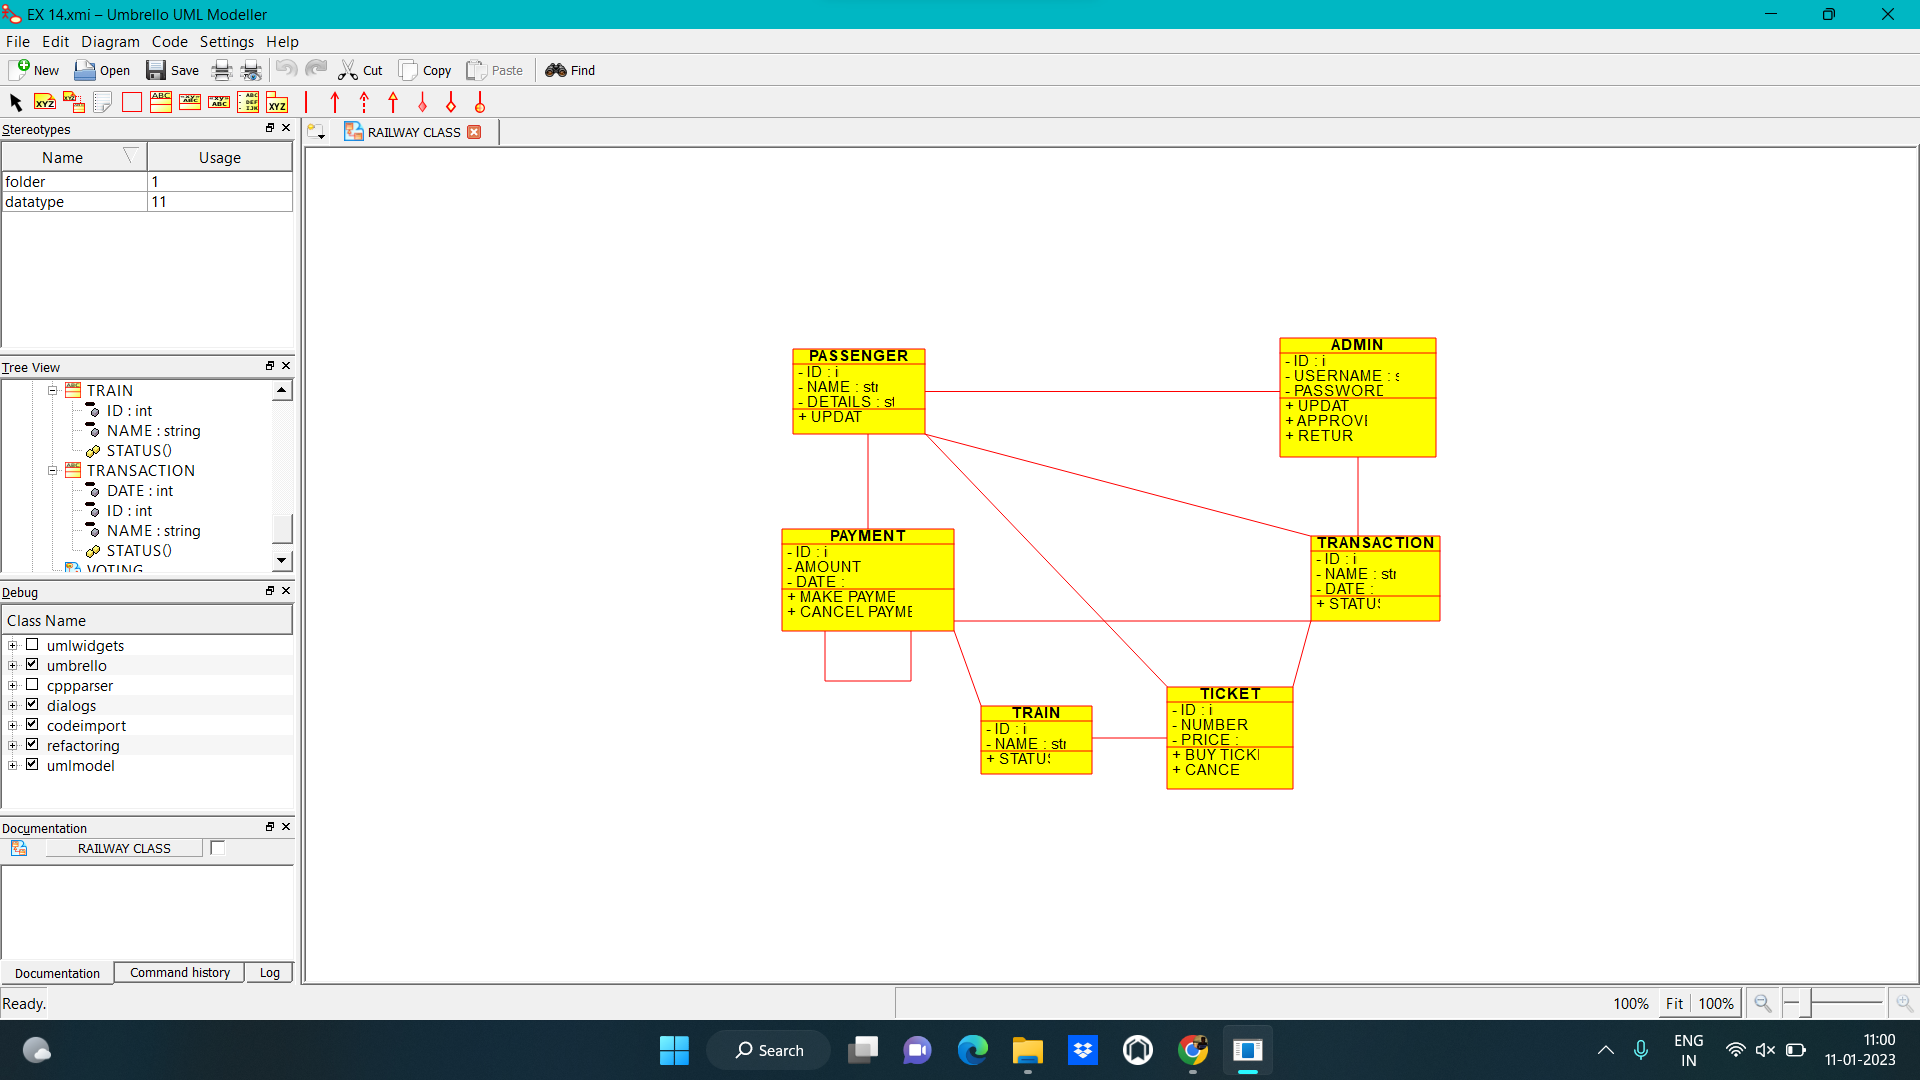 EX 14.xmi – Umbrello UML Modeller
File Edit Diagram Code Settings Help
New Open Save Cut Copy Paste Find
Stereotypes
RAILWAY CLASS
Name Usage
folder 1
datatype 11
Tree View
TRAIN
ID : int
NAME : string
STATUS()
TRANSACTION
DATE : int
ID : int
NAME : string
STATUS()
VOTING
Debug
Class Name
umlwidgets
umbrello
cppparser
dialogs
codeimport
refactoring
umlmodel
Documentation
RAILWAY CLASS
Documentation Command history Log
PASSENGER
- ID : i
- NAME : str
- DETAILS : st
+ UPDAT
ADMIN
- ID : i
- USERNAME : s
- PASSWORD
+ UPDAT
+ APPROVE
+ RETUR
PAYMENT
- ID : i
- AMOUNT
- DATE :
+ MAKE PAYME
+ CANCEL PAYME
TRANSACTION
- ID : i
- NAME : str
- DATE :
+ STATUS
TRAIN
- ID : i
- NAME : str
+ STATUS
TICKET
- ID : i
- NUMBER
- PRICE :
+ BUY TICK
+ CANCE
Ready.
100% Fit 100%
Search
ENG
IN
11:00
11-01-2023